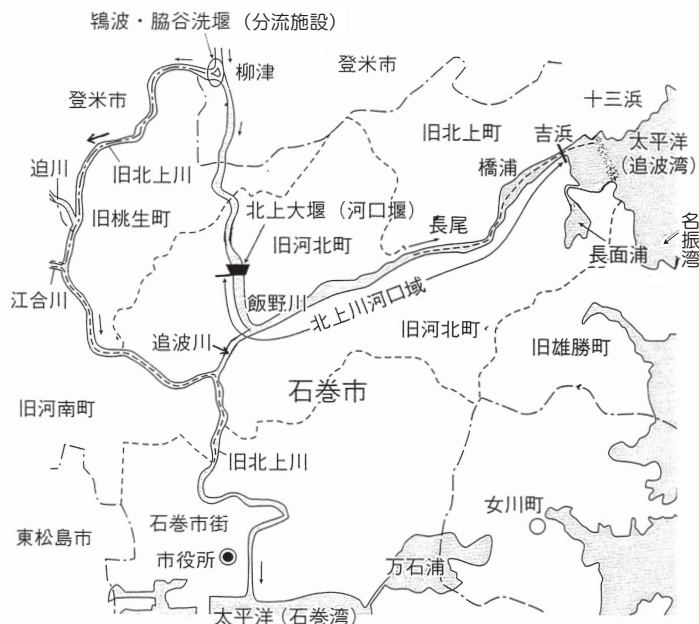 鴇波・脇谷洗堰（分流施設）
柳津
登米市
登米市
十三浜
旧北上町
吉浜
太平洋
（追波湾）
橋浦
迫川
旧北上川
旧桃生町
北上大堰（河口堰）
旧河北町
長尾
名振湾
長面浦
江合川
飯野川
北上川河口域
追波川
旧河北町
旧雄勝町
石巻市
旧河南町
旧北上川
女川町
石巻市街
東松島市
市役所
万石浦
太平洋（石巻湾）